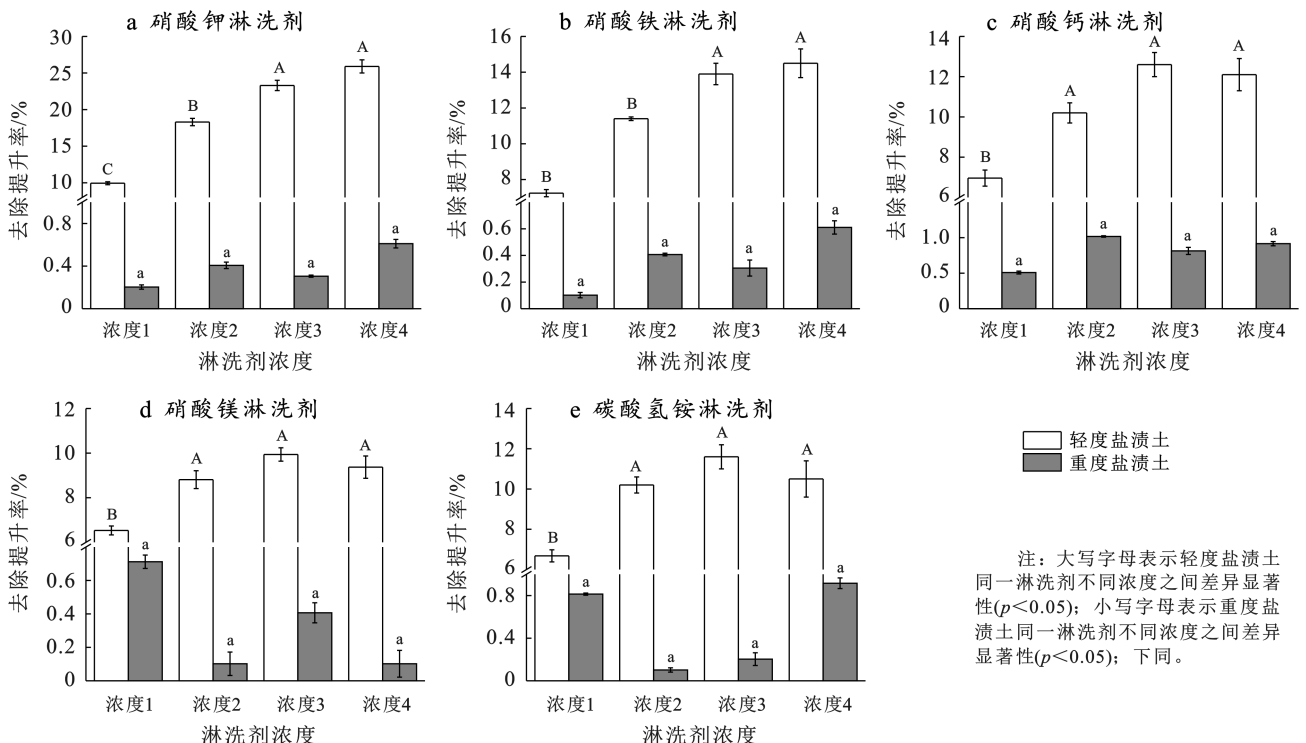 a 硝酸钾淋洗剂
去除提升率/%
30
25
20
15
10
0.8
0.4
0
C
B
A
A
a
a
a
a
浓度1
浓度2
浓度3
浓度4
淋洗剂浓度
b 硝酸铁淋洗剂
去除提升率/%
16
14
12
10
8
0.6
0.4
0.2
0
B
B
A
A
a
a
a
a
浓度1
浓度2
浓度3
浓度4
淋洗剂浓度
c 硝酸钙淋洗剂
去除提升率/%
14
12
10
8
6
1.0
0.5
0
B
A
A
A
a
a
a
a
浓度1
浓度2
浓度3
浓度4
淋洗剂浓度
d 硝酸镁淋洗剂
去除提升率/%
12
10
8
6
0.6
0.4
0.2
0
B
A
A
A
a
a
a
a
浓度1
浓度2
浓度3
浓度4
淋洗剂浓度
e 碳酸氢铵淋洗剂
去除提升率/%
14
12
10
8
6
0.8
0.4
0
B
A
A
A
a
a
a
a
浓度1
浓度2
浓度3
浓度4
淋洗剂浓度
轻度盐渍土
重度盐渍土
注：大写字母表示轻度盐渍土
同一淋洗剂不同浓度之间差异显著
性(p＜0.05)；小写字母表示重度盐
渍土同一淋洗剂不同浓度之间差异
显著性(p＜0.05)；下同。